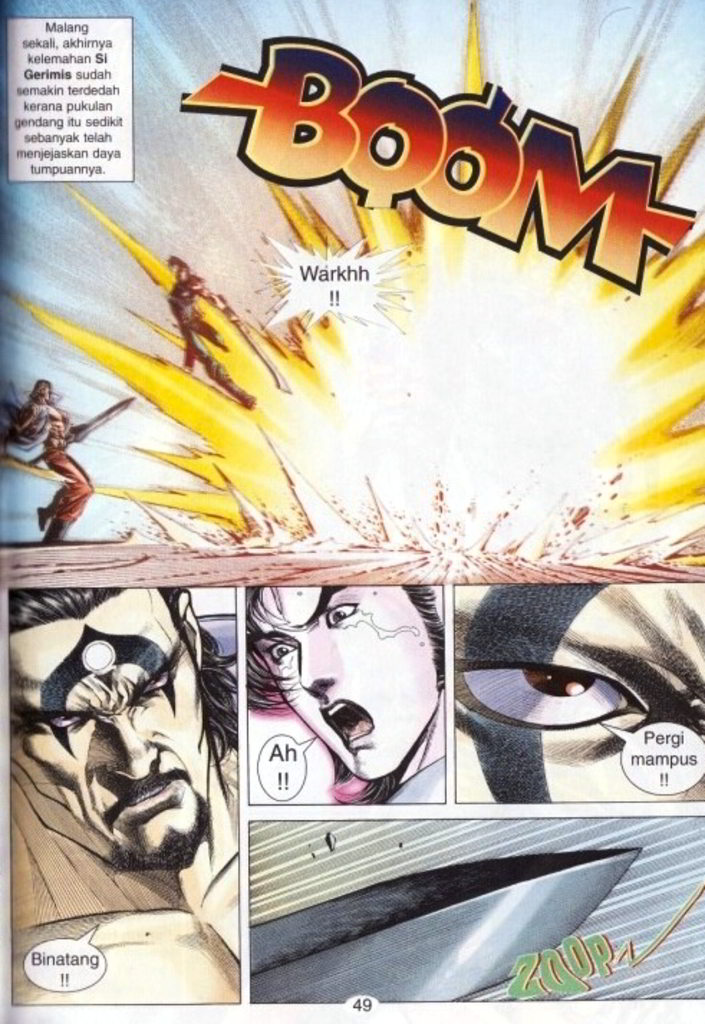 Malang
sekali, akhirnya
kelemahan Si
Gerimis sudah
semakin terdedah
kerana pukulan
gendang itu sedikit
sebanyak telah
menjejaskan daya
tumpuannya.
BOOM
Warkhh
!!
Binatang
!!
Ah
!!
Pergi
mampus
!!
ZOOP
49